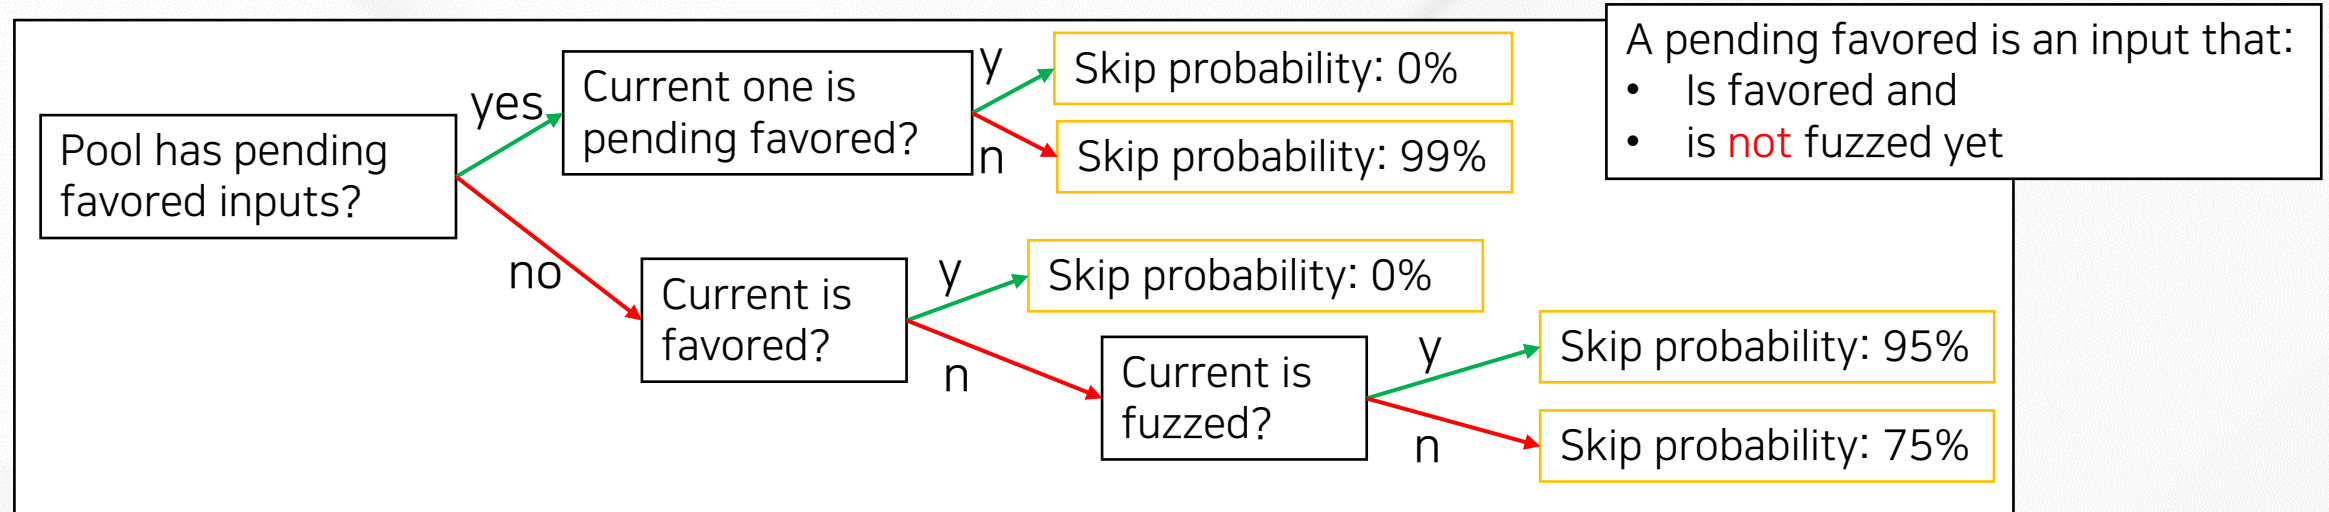 Pool has pending
favored inputs?
yes
Current one is
pending favored?
y
Skip probability: 0%
n
Skip probability: 99%
no
Current is
favored?
y
Skip probability: 0%
n
Current is
fuzzed?
y
Skip probability: 95%
n
Skip probability: 75%
A pending favored is an input that:
• Is favored and
• is not fuzzed yet